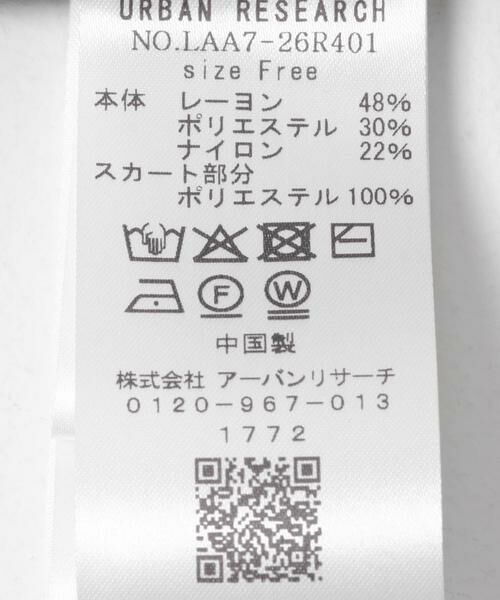 URBAN RESEARCH
NO.LAA7-26R401
size Free
本体 レーヨン 48%
ポリエステル 30%
ナイロン 22%
スカート部分
ポリエステル 100%
F W
中国製
株式会社 アーバンリサーチ
0120-967-013
1772